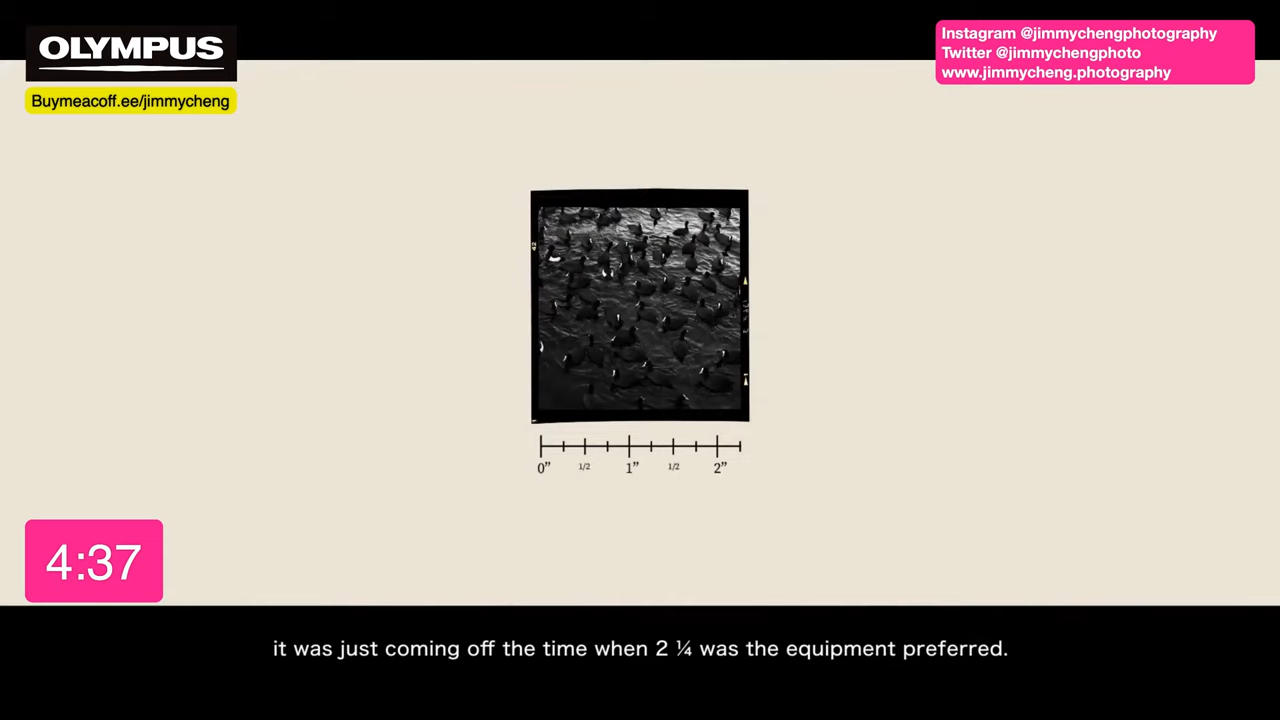 OLYMPUS
Buymeacoff.ee/jimmycheng
Instagram @jimmychengphotography
Twitter @jimmychengphoto
www.jimmycheng.photography
42
0” 1/2 1” 1/2 2”
4:37
it was just coming off the time when 2 ¼ was the equipment preferred.